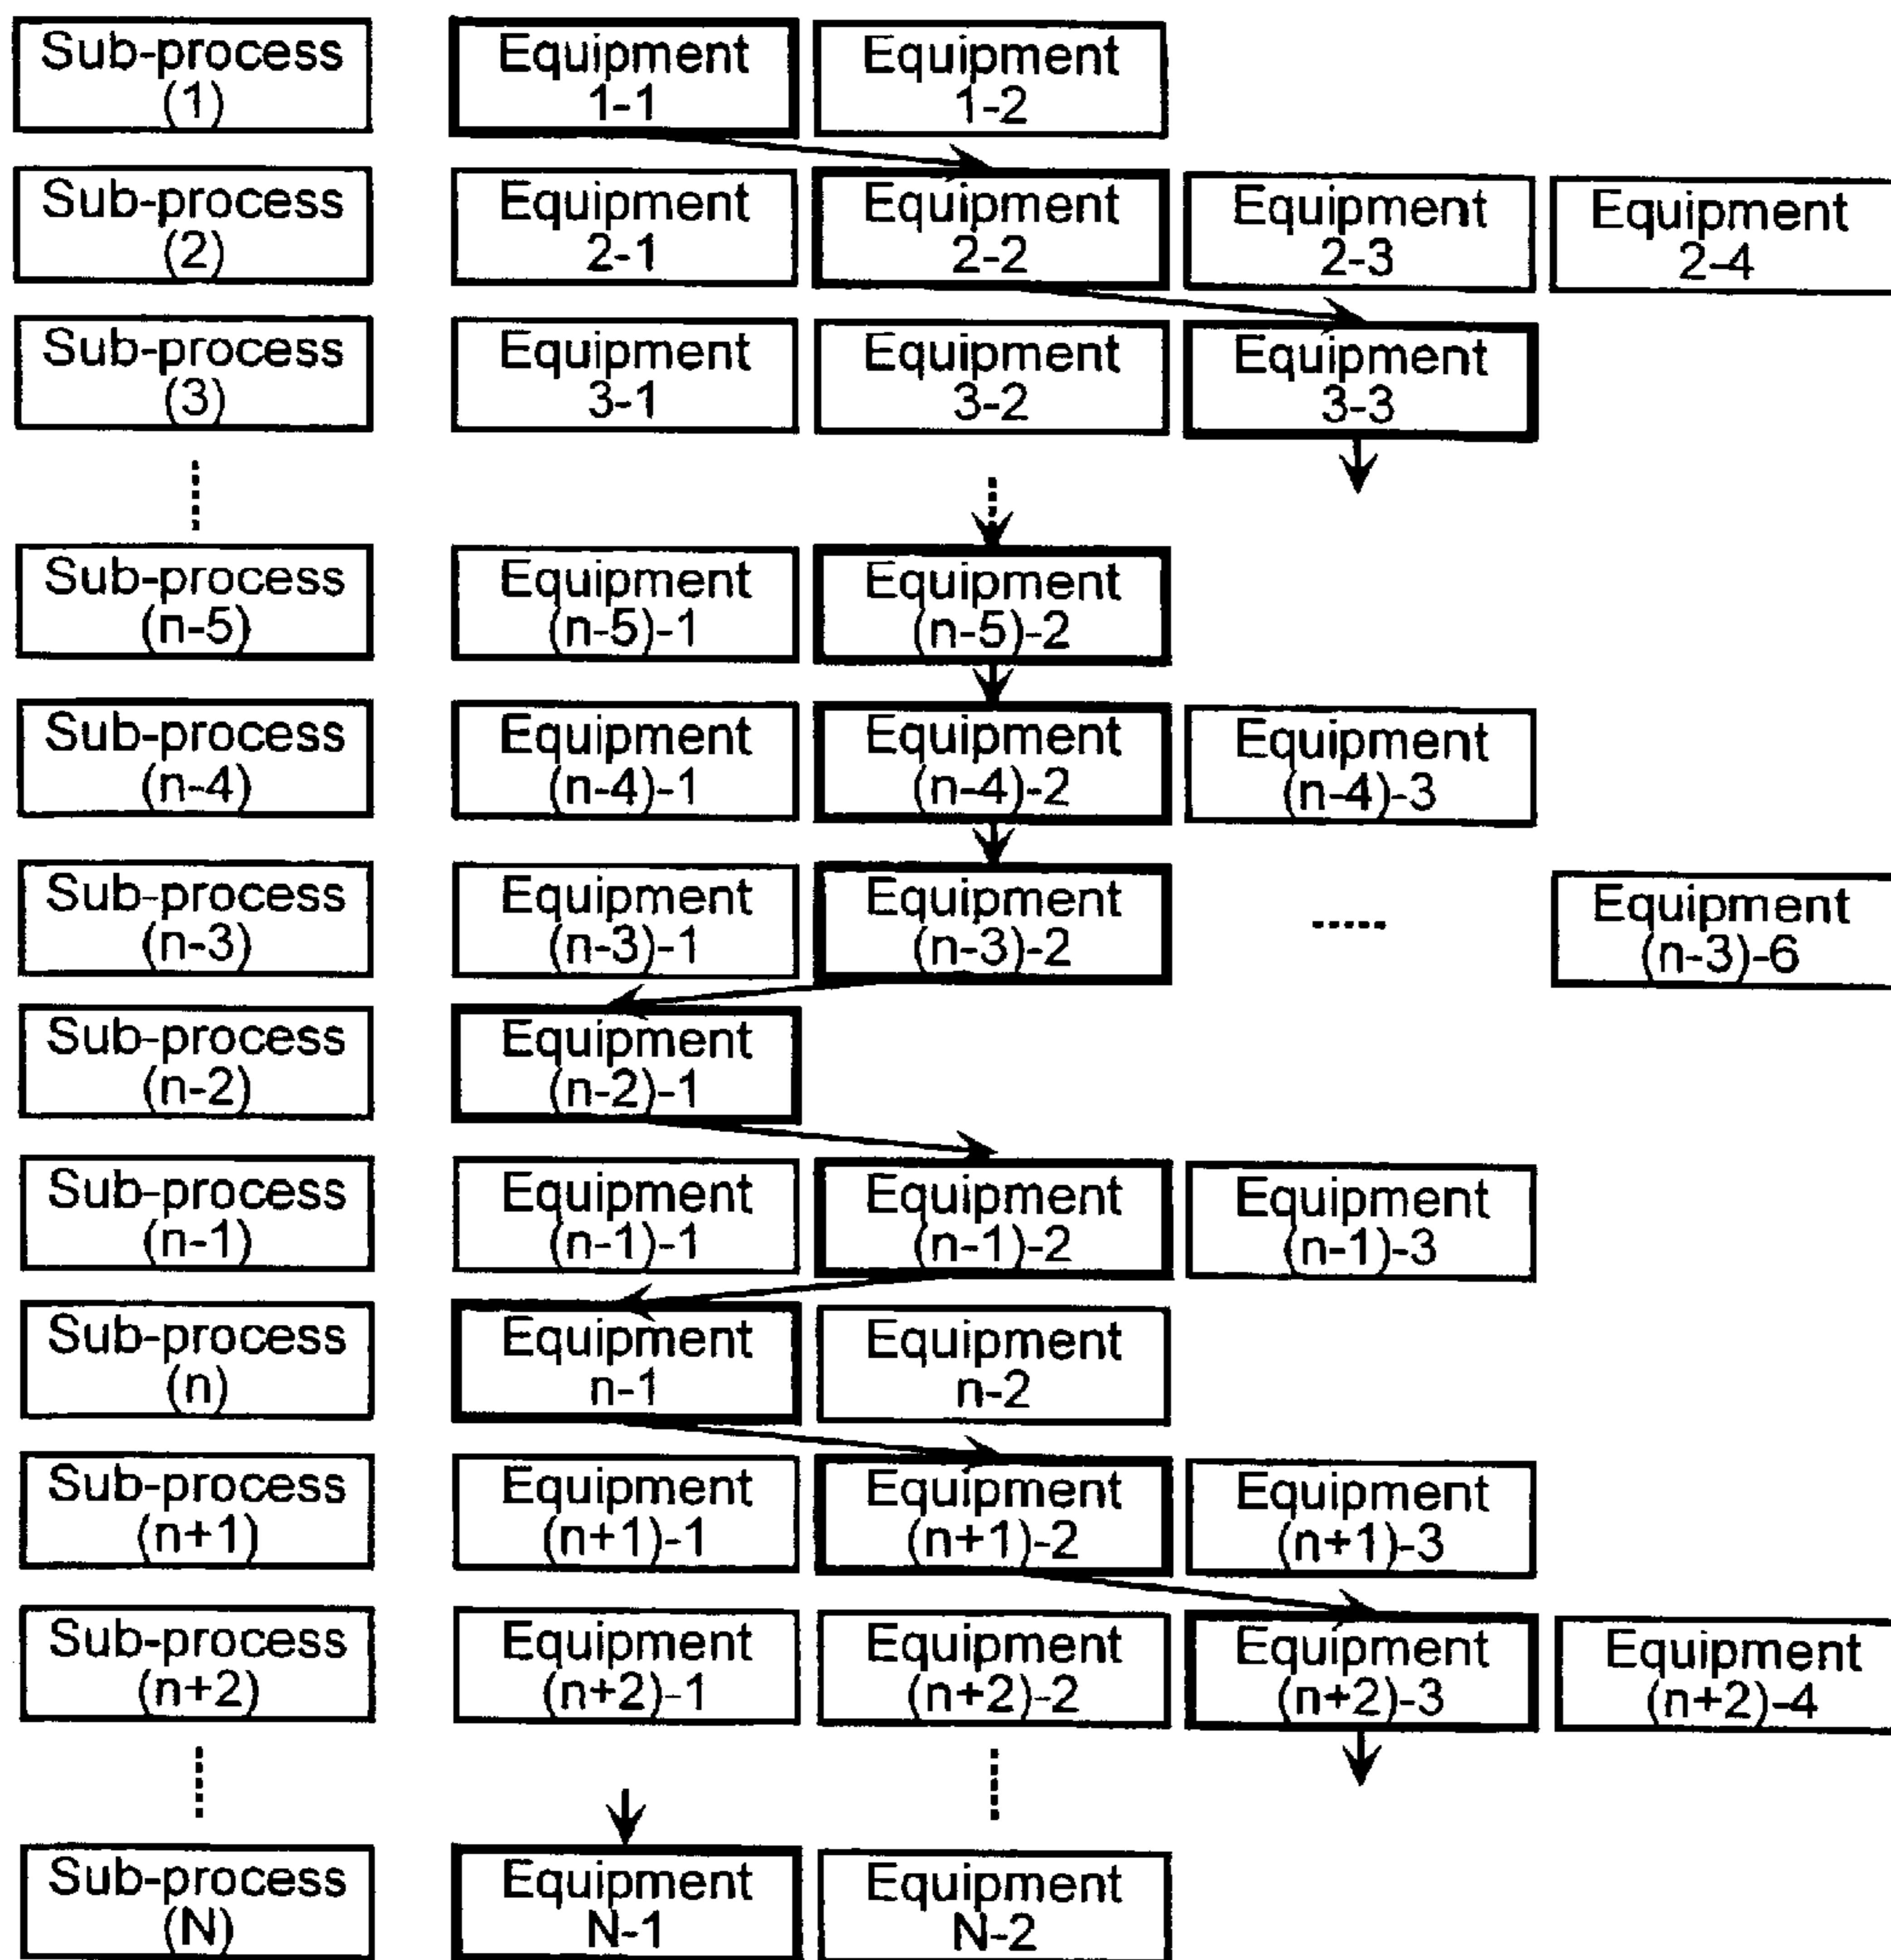 Sub-process
(1)
Equipment
1-1
Equipment
1-2
Sub-process
(2)
Equipment
2-1
Equipment
2-2
Equipment
2-3
Equipment
2-4
Sub-process
(3)
Equipment
3-1
Equipment
3-2
Equipment
3-3
Sub-process
(n-5)
Equipment
(n-5)-1
Equipment
(n-5)-2
Sub-process
(n-4)
Equipment
(n-4)-1
Equipment
(n-4)-2
Equipment
(n-4)-3
Sub-process
(n-3)
Equipment
(n-3)-1
Equipment
(n-3)-2
.....
Equipment
(n-3)-6
Sub-process
(n-2)
Equipment
(n-2)-1
Sub-process
(n-1)
Equipment
(n-1)-1
Equipment
(n-1)-2
Equipment
(n-1)-3
Sub-process
(n)
Equipment
n-1
Equipment
n-2
Sub-process
(n+1)
Equipment
(n+1)-1
Equipment
(n+1)-2
Equipment
(n+1)-3
Sub-process
(n+2)
Equipment
(n+2)-1
Equipment
(n+2)-2
Equipment
(n+2)-3
Equipment
(n+2)-4
Sub-process
(N)
Equipment
N-1
Equipment
N-2